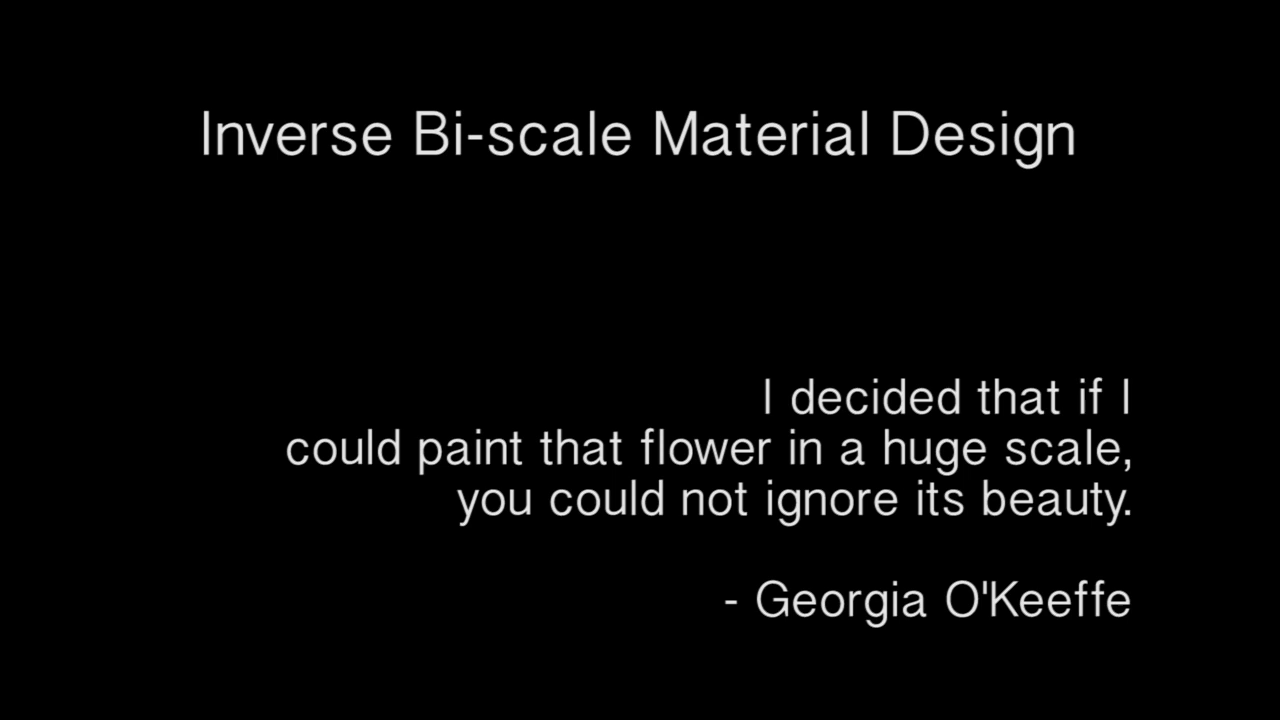 Inverse Bi-scale Material Design
I decided that if I
could paint that flower in a huge scale,
you could not ignore its beauty.
- Georgia O'Keeffe